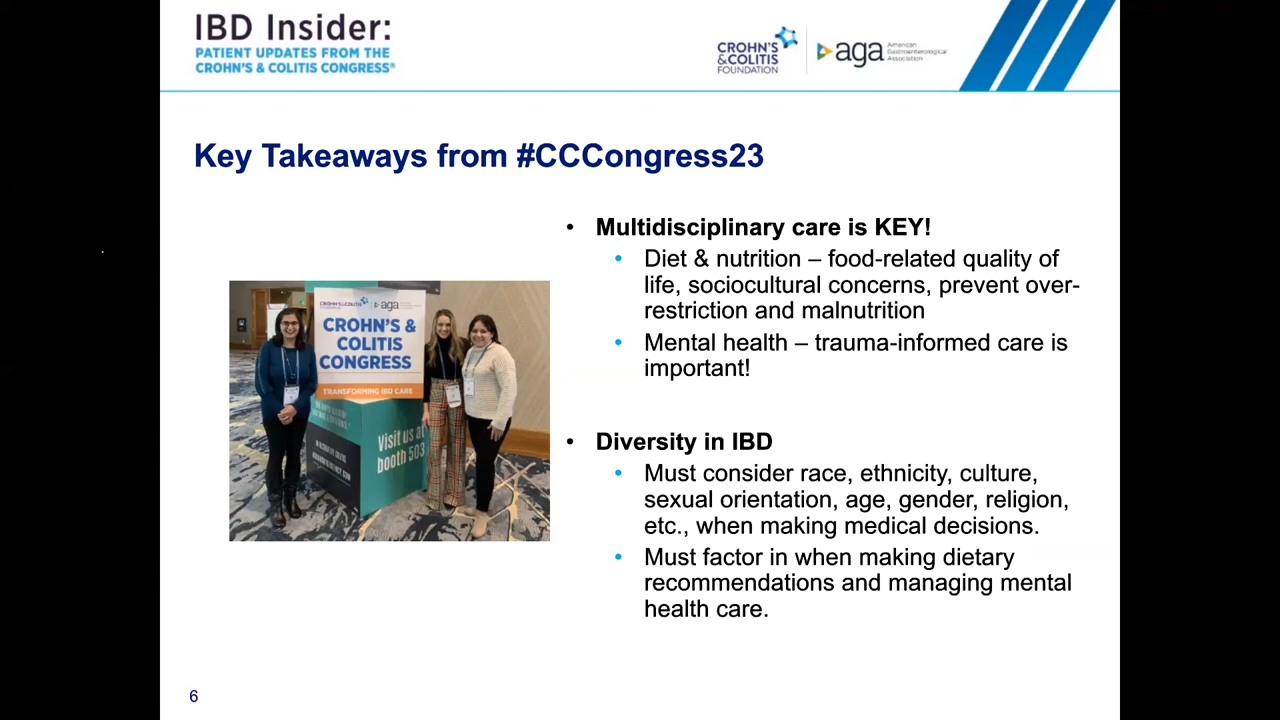 IBD Insider:
PATIENT UPDATES FROM THE
CROHN'S & COLITIS CONGRESS®
CROHN'S
&COLITIS
FOUNDATION
aga
American
Gastroenterological
Association
Key Takeaways from #CCCongress23
• Multidisciplinary care is KEY!
• Diet & nutrition – food-related quality of
life, sociocultural concerns, prevent over-
restriction and malnutrition
• Mental health – trauma-informed care is
important!
• Diversity in IBD
• Must consider race, ethnicity, culture,
sexual orientation, age, gender, religion,
etc., when making medical decisions.
• Must factor in when making dietary
recommendations and managing mental
health care.
CROHN'S & COLITIS
aga
CROHN'S &
COLITIS
CONGRESS
TRANSFORMING IBD CARE
Visit us at
booth 503
6